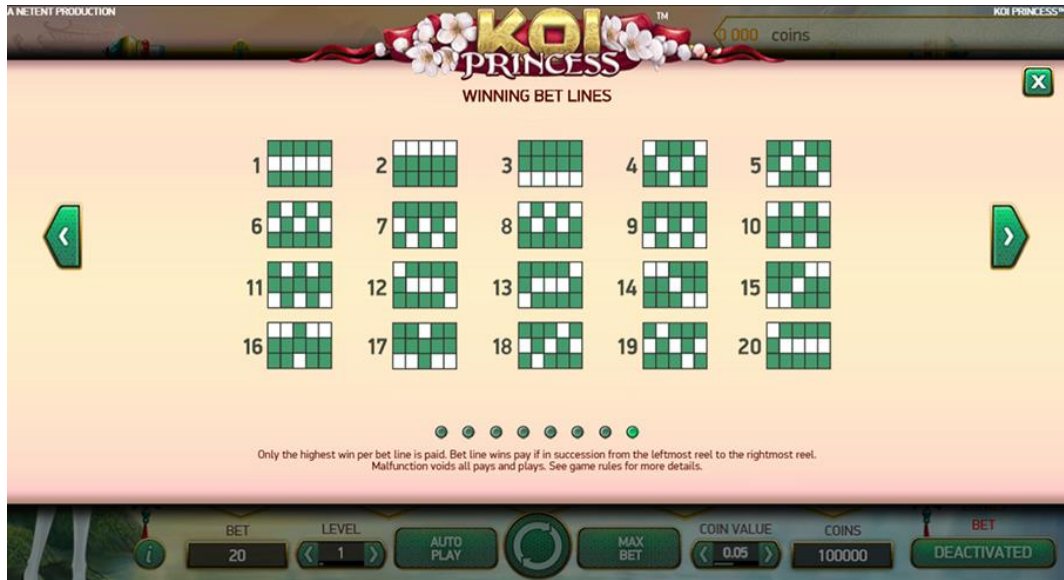 A NETENT PRODUCTION
KOI PRINCESS™
KOI
PRINCESS
TM
0 000 coins
WINNING BET LINES
X
1 2 3 4 5
6 7 8 9 10
11 12 13 14 15
16 17 18 19 20
Only the highest win per bet line is paid. Bet line wins pay if in succession from the leftmost reel to the rightmost reel.
Malfunction voids all pays and plays. See game rules for more details.
BET LEVEL COIN VALUE COINS BET
i 20 1 AUTO PLAY MAX BET 0.05 100000 DEACTIVATED